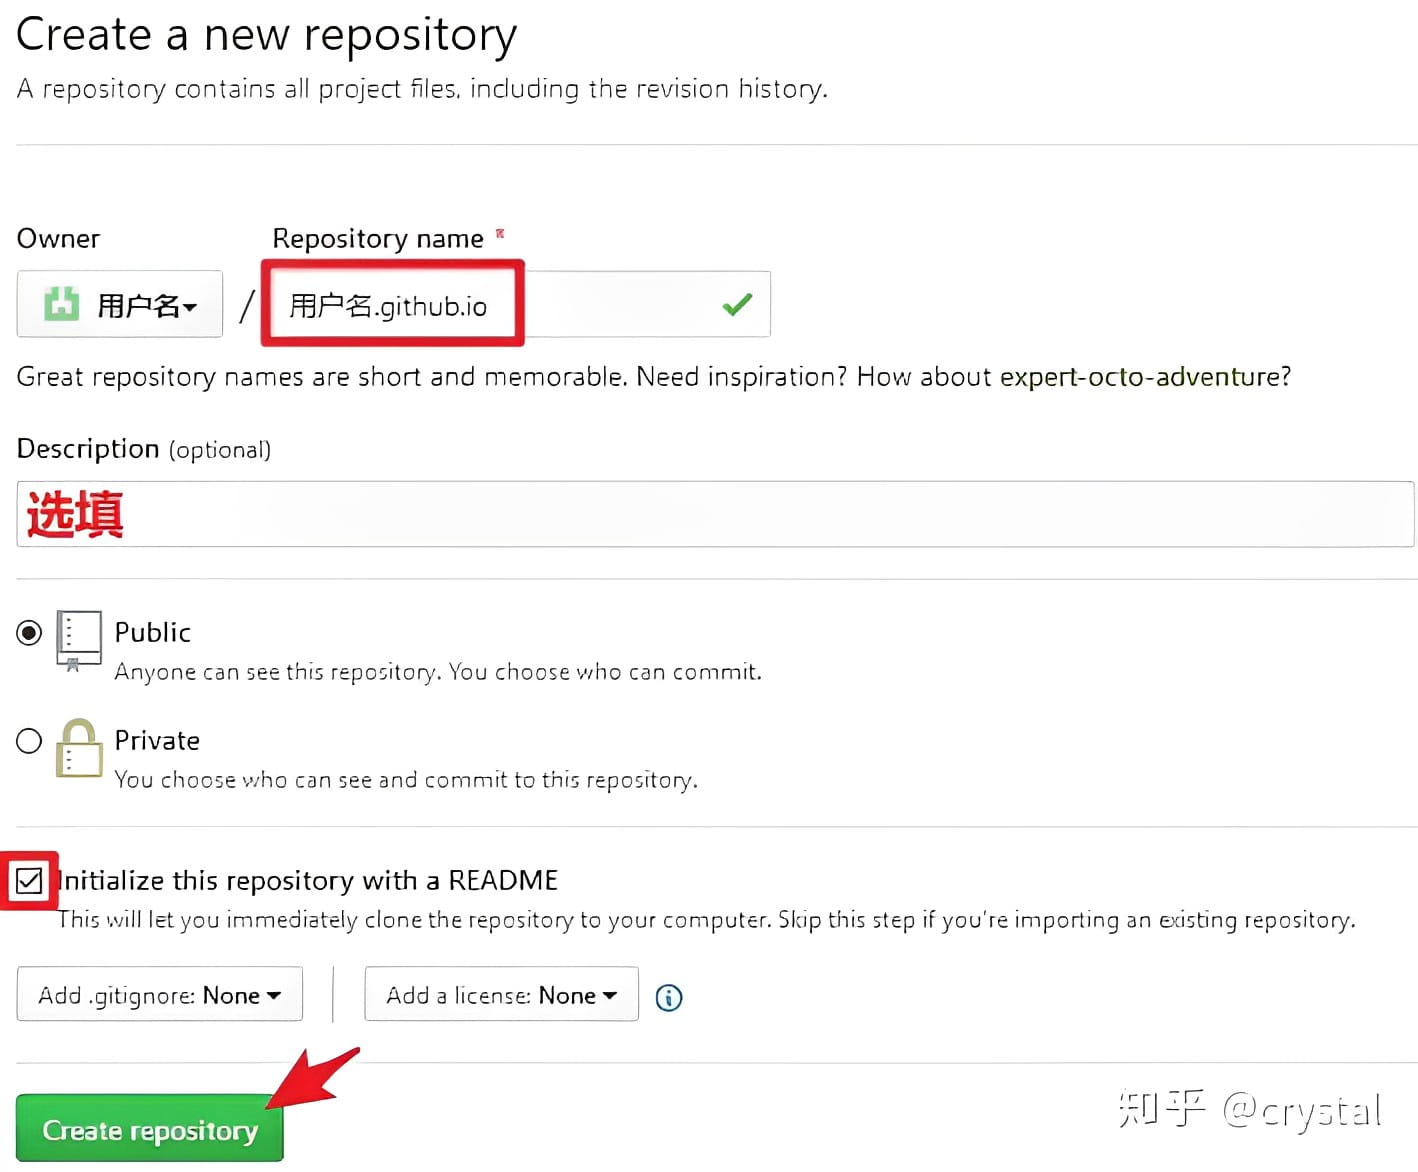 Create a new repository
A repository contains all project files, including the revision history.
Owner
Repository name *
用户名
/
用户名.github.io
Great repository names are short and memorable. Need inspiration? How about expert-octo-adventure?
Description (optional)
选填
Public
Anyone can see this repository. You choose who can commit.
Private
You choose who can see and commit to this repository.
Initialize this repository with a README
This will let you immediately clone the repository to your computer. Skip this step if you're importing an existing repository.
Add .gitignore: None
Add a license: None
Create repository
知乎 @crystal